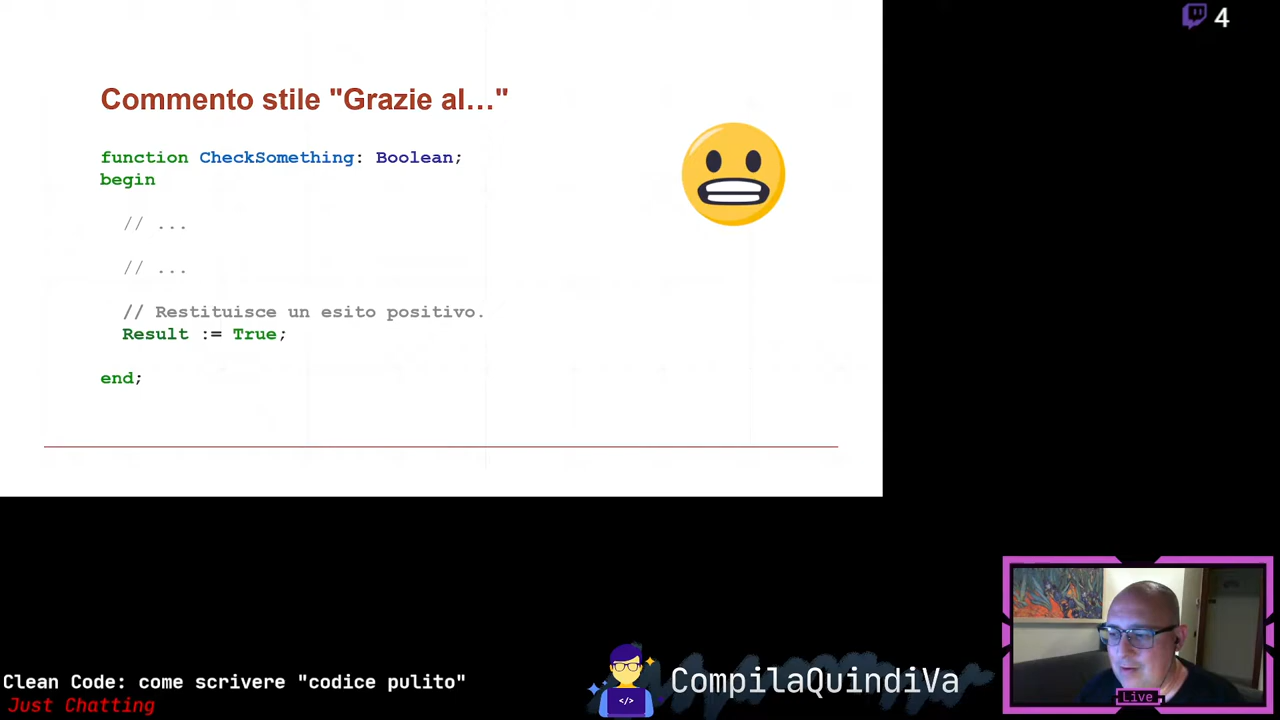 4
Commento stile "Grazie al…"
function CheckSomething: Boolean;
begin
// ...
// ...
// Restituisce un esito positivo.
Result := True;
end;
Clean Code: come scrivere "codice pulito"
Just Chatting
</>
CompilaQuindiVa
Live